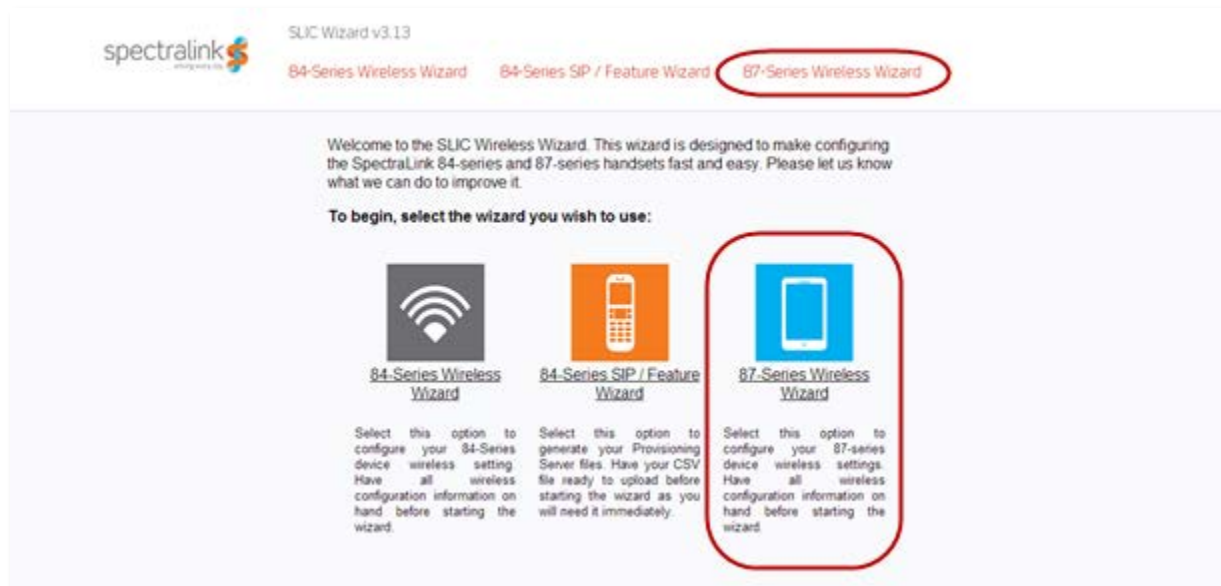 spectralink
SLIC Wizard v3.13
84-Series Wireless Wizard 84-Series SIP / Feature Wizard 87-Series Wireless Wizard
Welcome to the SLIC Wireless Wizard. This wizard is designed to make configuring
the SpectraLink 84-series and 87-series handsets fast and easy. Please let us know
what we can do to improve it.
To begin, select the wizard you wish to use:
84-Series Wireless
Wizard
Select this option to
configure your 84-Series
device wireless setting.
Have all wireless
configuration information on
hand before starting the
wizard.
84-Series SIP / Feature
Wizard
Select this option to
generate your Provisioning
Server files. Have your CSV
file ready to upload before
starting the wizard as you
will need it immediately.
87-Series Wireless
Wizard
Select this option to
configure your 87-series
device wireless settings.
Have all wireless
configuration information on
hand before starting the
wizard.